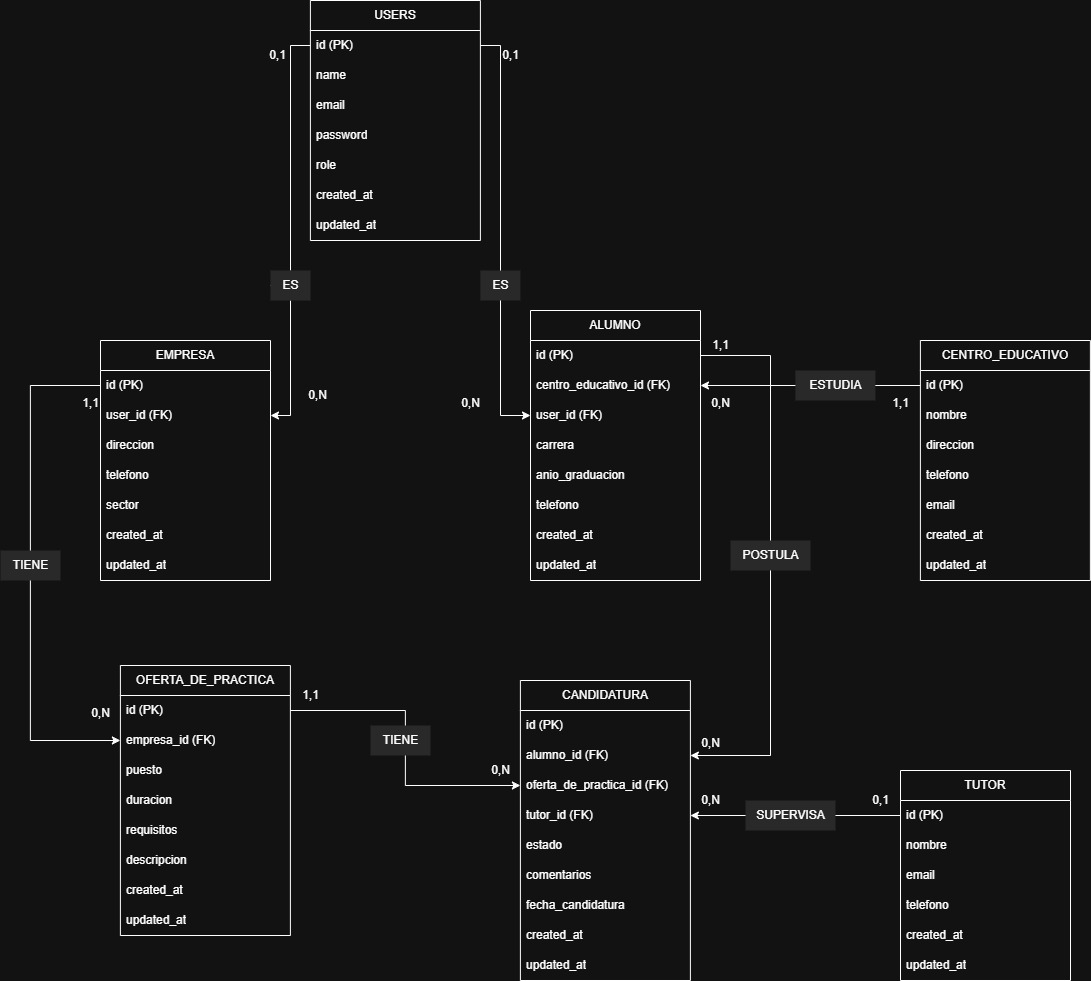 USERS
0,1
id (PK)
0,1
name
email
password
role
created_at
updated_at
ES
ES
EMPRESA
id (PK)
1,1
user_id (FK)
0,N
direccion
telefono
sector
created_at
updated_at
ALUMNO
id (PK)
1,1
centro_educativo_id (FK)
0,N
user_id (FK)
0,N
carrera
anio_graduacion
telefono
created_at
updated_at
ESTUDIA
CENTRO_EDUCATIVO
id (PK)
1,1
nombre
direccion
telefono
email
created_at
updated_at
TIENE
POSTULA
OFERTA_DE_PRACTICA
id (PK)
1,1
0,N
empresa_id (FK)
puesto
duracion
requisitos
descripcion
created_at
updated_at
TIENE
CANDIDATURA
id (PK)
alumno_id (FK)
0,N
0,N
oferta_de_practica_id (FK)
tutor_id (FK)
0,N
estado
comentarios
fecha_candidatura
created_at
updated_at
SUPERVISA
0,1
TUTOR
id (PK)
nombre
email
telefono
created_at
updated_at